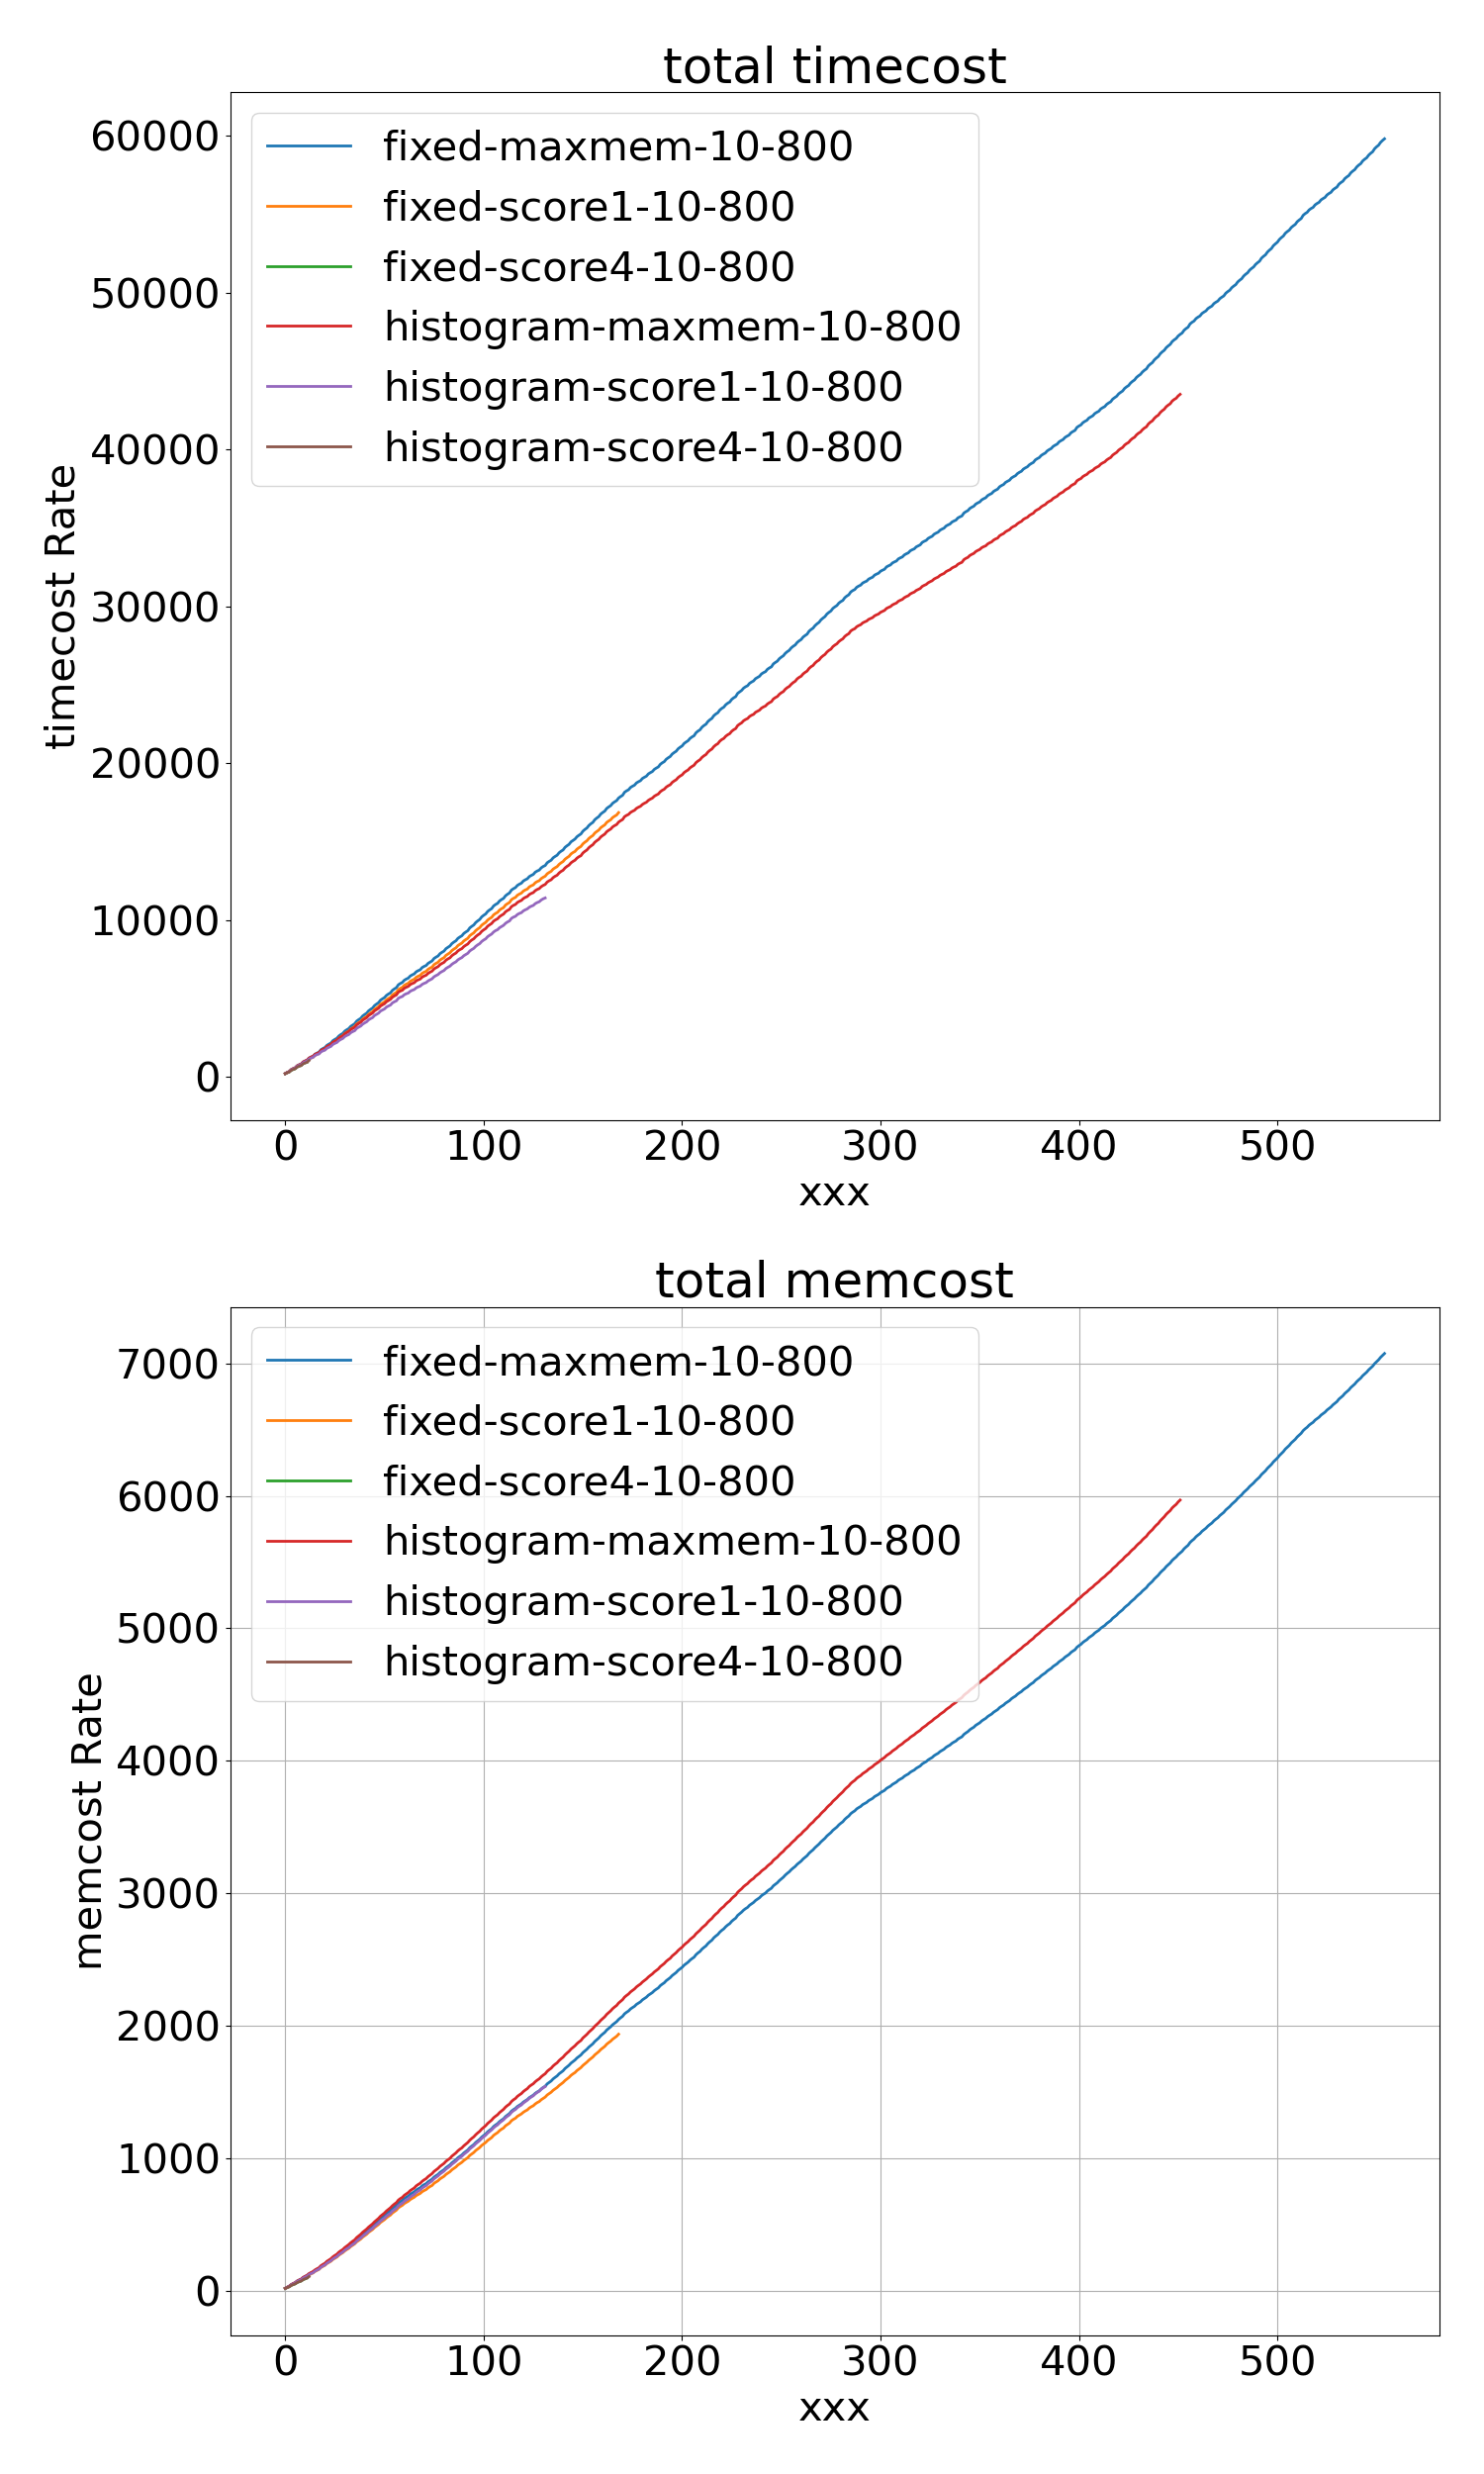 total timecost
60000
50000
40000
30000
20000
10000
0
timecost Rate
fixed-maxmem-10-800
fixed-score1-10-800
fixed-score4-10-800
histogram-maxmem-10-800
histogram-score1-10-800
histogram-score4-10-800
0 100 200 300 400 500
xxx
total memcost
7000
6000
5000
4000
3000
2000
1000
0
memcost Rate
fixed-maxmem-10-800
fixed-score1-10-800
fixed-score4-10-800
histogram-maxmem-10-800
histogram-score1-10-800
histogram-score4-10-800
0 100 200 300 400 500
xxx